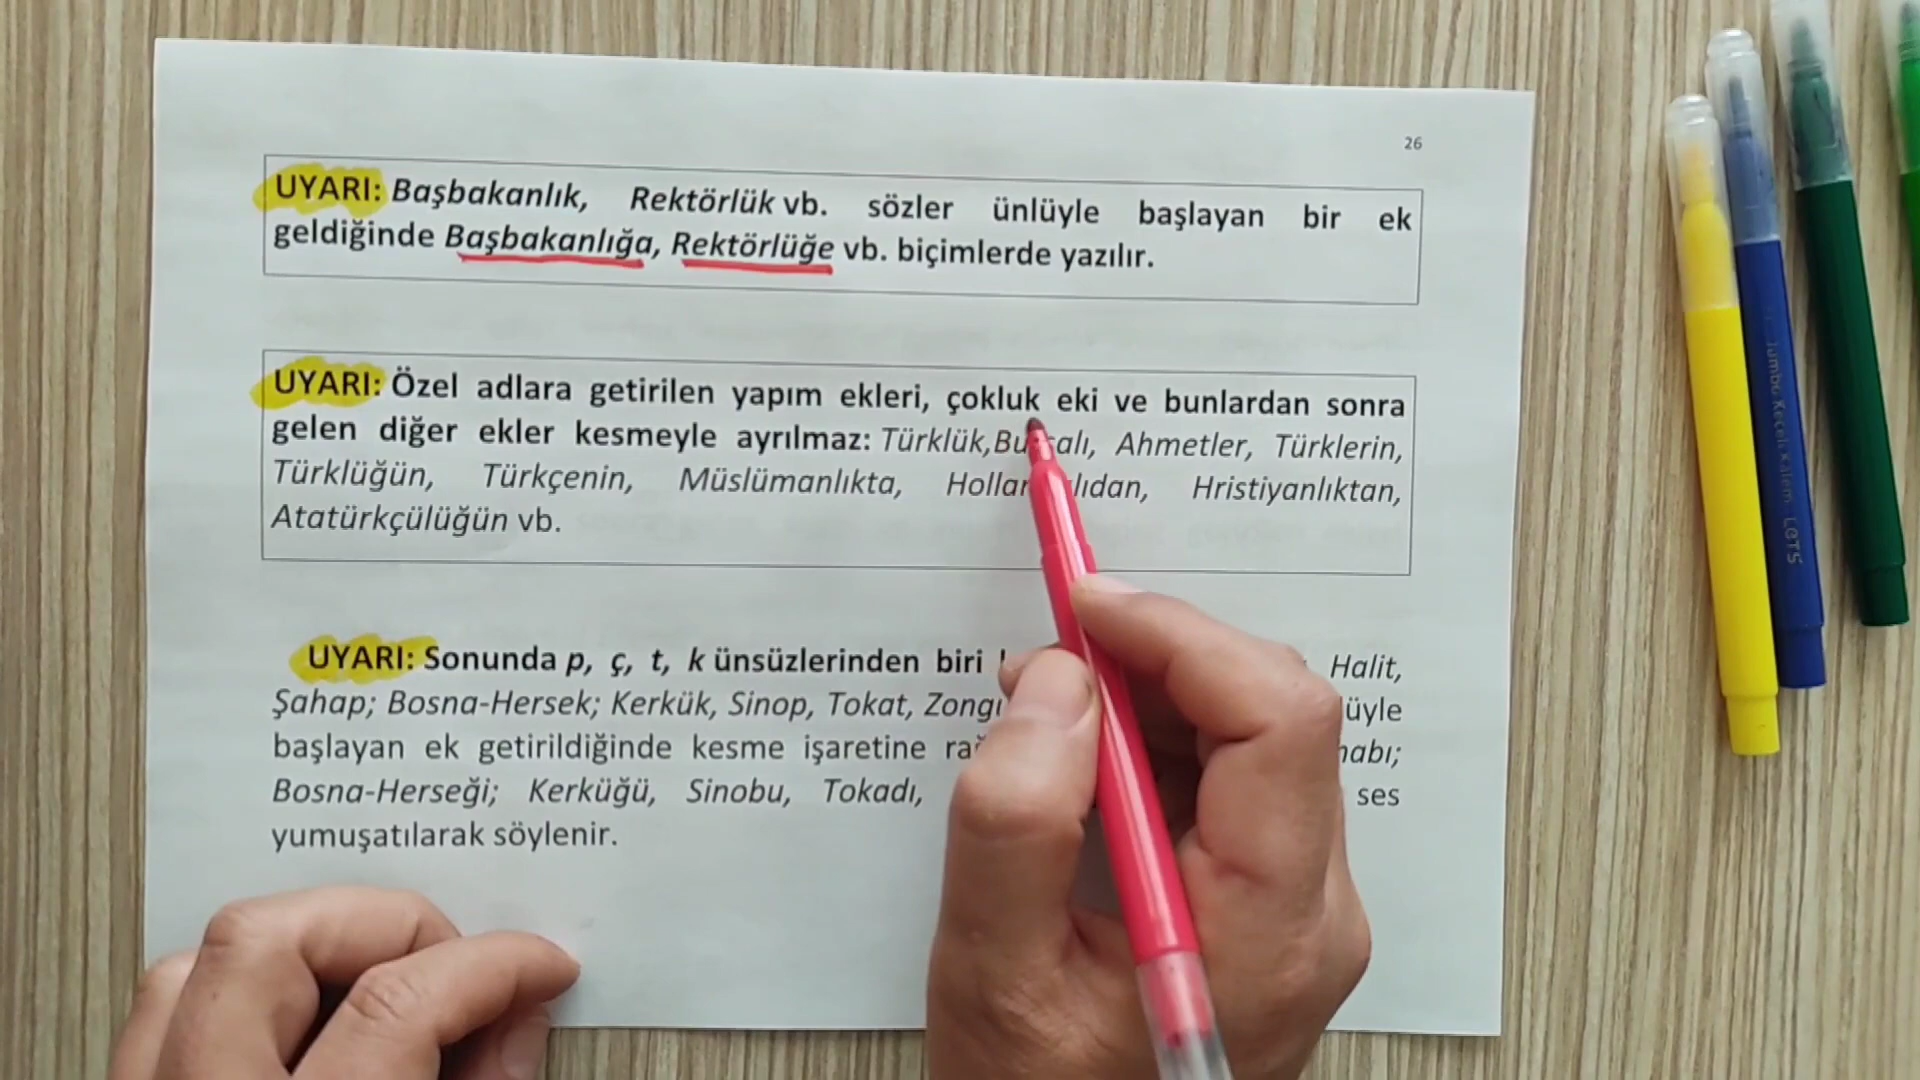 26
UYARI: Başbakanlık, Rektörlük vb. sözler ünlüyle başlayan bir ek
geldiğinde Başbakanlığa, Rektörlüğe vb. biçimlerde yazılır.
UYARI: Özel adlara getirilen yapım ekleri, çokluk eki ve bunlardan sonra
gelen diğer ekler kesmeyle ayrılmaz: Türklük, Ahmetler, Türklerin,
Türklüğün, Türkçenin, Müslümanlıkta, Hristiyanlıktan,
Atatürkçülüğün vb.
UYARI: Sonunda p, ç, t, k ünsüzlerinden biri Halit,
Şahap; Bosna-Hersek; Kerkük, Sinop, Tokat,
başlayan ek getirildiğinde kesme işaretine
Bosna-Herseği; Kerküğü, Sinobu, Tokadı, ses
yumuşatılarak söylenir.
Jumbo Keçeli Kalem